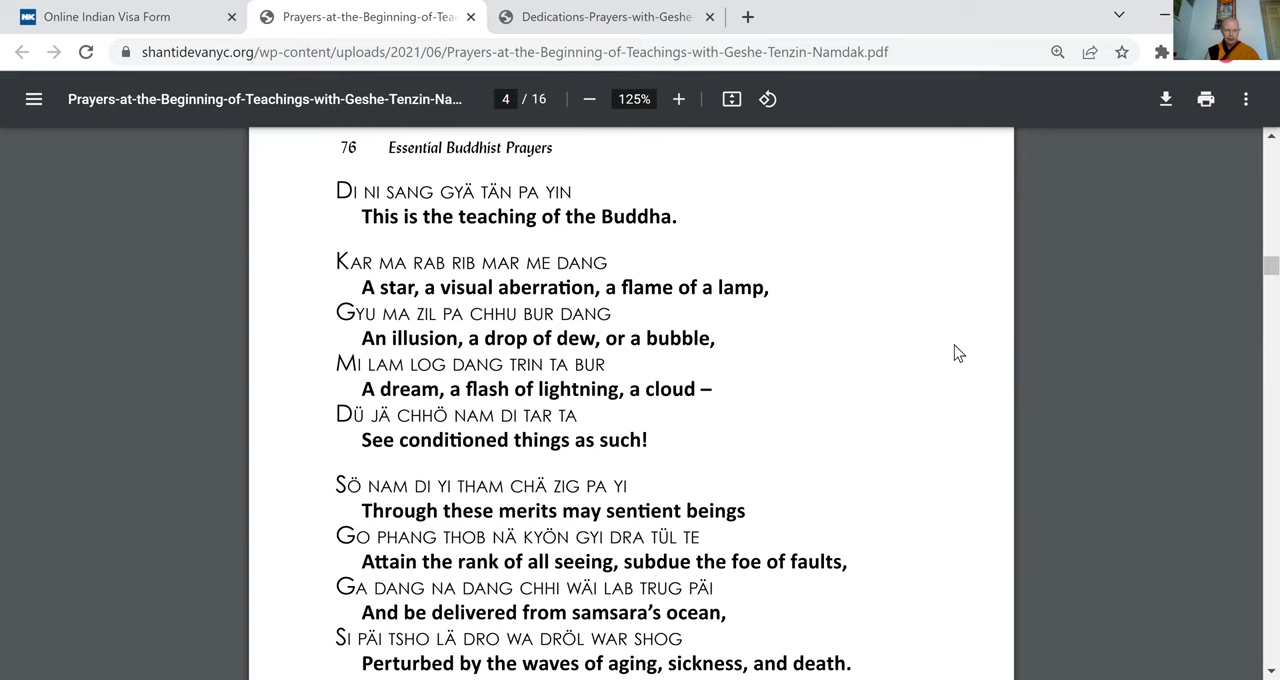 Online Indian Visa Form
Prayers-at-the-Beginning-of-Tea
Dedications-Prayers-with-Geshe-
shantidevanyc.org/wp-content/uploads/2021/06/Prayers-at-the-Beginning-of-Teachings-with-Geshe-Tenzin-Namdak.pdf
Prayers-at-the-Beginning-of-Teachings-with-Geshe-Tenzin-Na... 4 / 16 125%
76 Essential Buddhist Prayers
DI NI SANG GYÄ TÄN PA YIN
This is the teaching of the Buddha.
KAR MA RAB RIB MAR ME DANG
A star, a visual aberration, a flame of a lamp,
GYU MA ZIL PA CHHU BUR DANG
An illusion, a drop of dew, or a bubble,
MI LAM LOG DANG TRIN TA BUR
A dream, a flash of lightning, a cloud –
DÜ JÄ CHHÖ NAM DI TAR TA
See conditioned things as such!
SÖ NAM DI YI THAM CHÄ ZIG PA YI
Through these merits may sentient beings
GO PHANG THOB NÄ KYÖN GYI DRA TÜL TE
Attain the rank of all seeing, subdue the foe of faults,
GA DANG NA DANG CHHI WÄI LAB TRUG PÄI
And be delivered from samsara's ocean,
SI PÄI TSHO LÄ DRO WA DRÖL WAR SHOG
Perturbed by the waves of aging, sickness, and death.